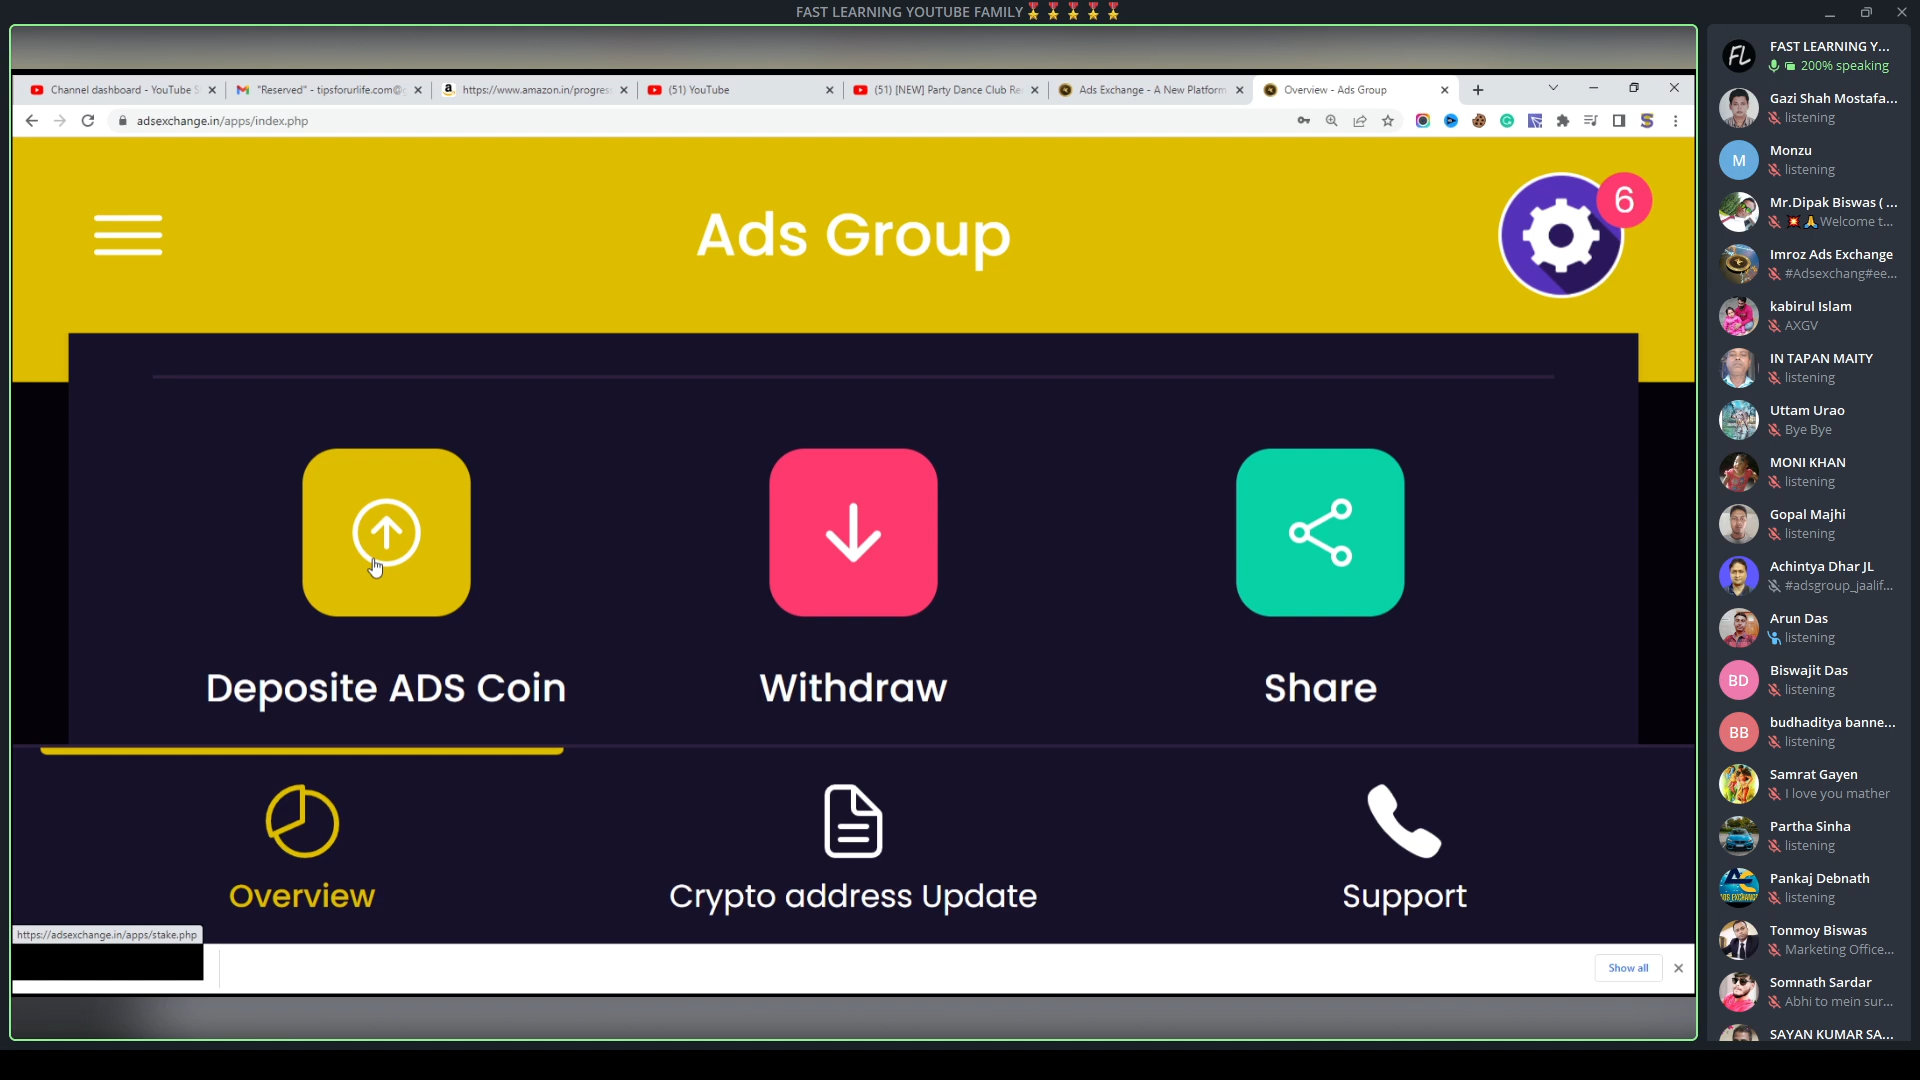 FAST LEARNING YOUTUBE FAMILY🎖🎖🎖🎖🎖
Channel dashboard - YouTube S
"Reserved" - tipsforurlife.com@g
https://www.amazon.in/progress
(51) YouTube
(51) [NEW] Party Dance Club Re
Ads Exchange - A New Platform
Overview - Ads Group
adsexchange.in/apps/index.php
Ads Group
6
Deposite ADS Coin
Withdraw
Share
Overview
Crypto address Update
Support
https://adsexchange.in/apps/stake.php
Show all
FL
FAST LEARNING Y...
200% speaking
Gazi Shah Mostafa...
listening
M
Monzu
listening
Mr.Dipak Biswas ( ...
💥🙏Welcome t...
Imroz Ads Exchange
#Adsexchang#ee...
kabirul Islam
AXGV
IN TAPAN MAITY
listening
Uttam Urao
Bye Bye
MONI KHAN
listening
Gopal Majhi
listening
Achintya Dhar JL
#adsgroup_jaalif...
Arun Das
listening
BD
Biswajit Das
listening
BB
budhaditya banne...
listening
Samrat Gayen
I love you mather
Partha Sinha
listening
Pankaj Debnath
listening
Tonmoy Biswas
Marketing Office...
Somnath Sardar
Abhi to mein sur...
SAYAN KUMAR SA...